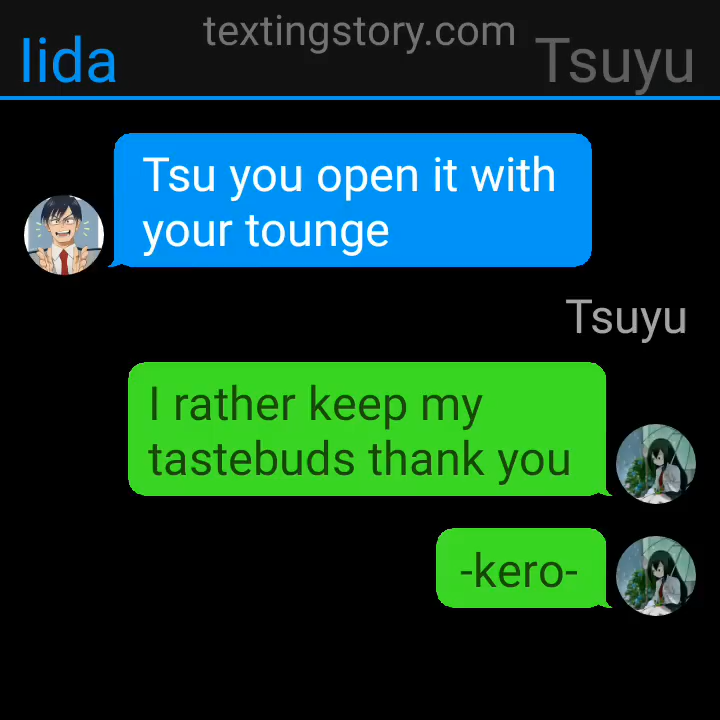 textingstory.com
Iida
Tsuyu
Tsu you open it with
your tounge
Tsuyu
I rather keep my
tastebuds thank you
-kero-